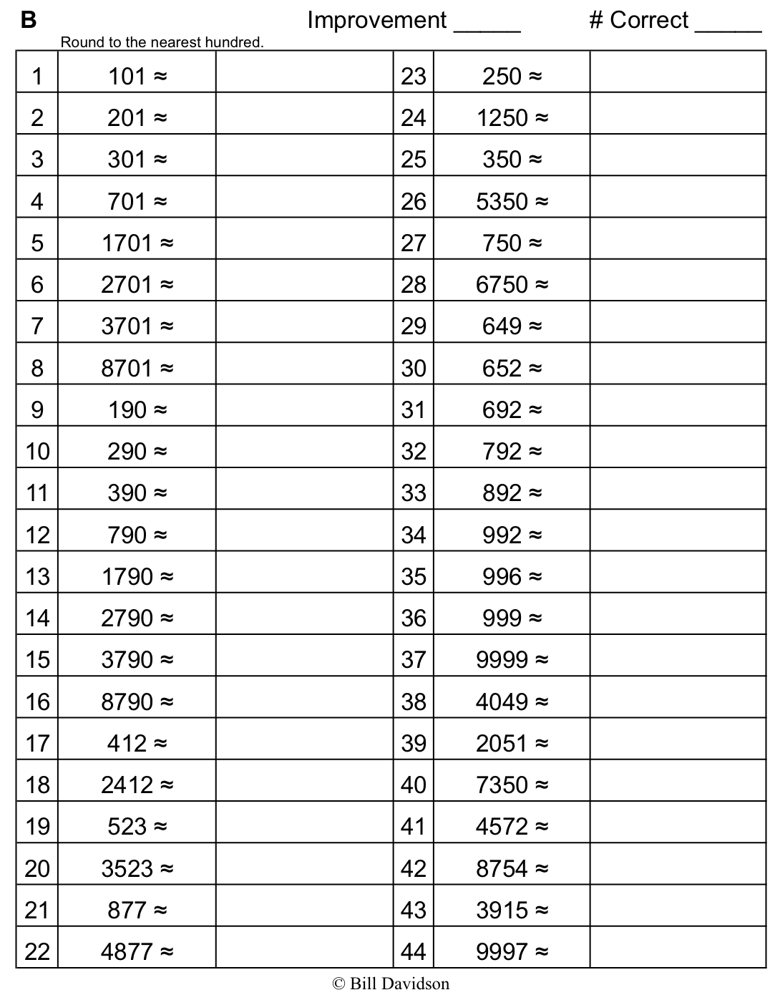 B Improvement _____ # Correct _____
Round to the nearest hundred.
1 101 ≈ 23 250 ≈
2 201 ≈ 24 1250 ≈
3 301 ≈ 25 350 ≈
4 701 ≈ 26 5350 ≈
5 1701 ≈ 27 750 ≈
6 2701 ≈ 28 6750 ≈
7 3701 ≈ 29 649 ≈
8 8701 ≈ 30 652 ≈
9 190 ≈ 31 692 ≈
10 290 ≈ 32 792 ≈
11 390 ≈ 33 892 ≈
12 790 ≈ 34 992 ≈
13 1790 ≈ 35 996 ≈
14 2790 ≈ 36 999 ≈
15 3790 ≈ 37 9999 ≈
16 8790 ≈ 38 4049 ≈
17 412 ≈ 39 2051 ≈
18 2412 ≈ 40 7350 ≈
19 523 ≈ 41 4572 ≈
20 3523 ≈ 42 8754 ≈
21 877 ≈ 43 3915 ≈
22 4877 ≈ 44 9997 ≈
© Bill Davidson